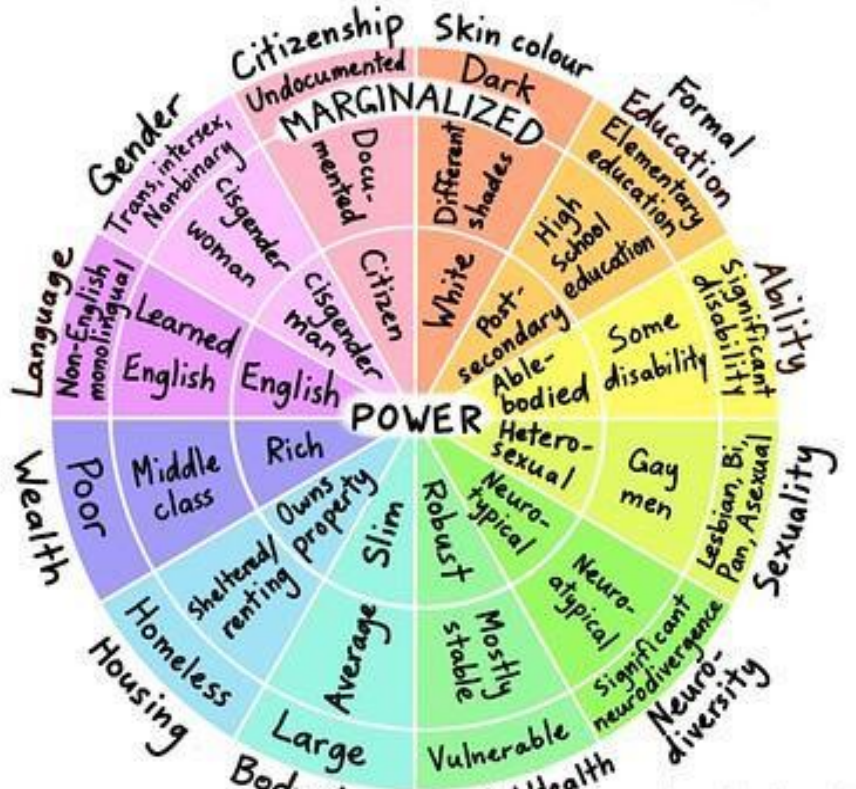 Citizenship
Undocumented
Docu-
mented
Citizen
Skin colour
Dark
Different
shades
White
Formal
Education
Elementary
education
High
school
education
Post-
secondary
Ability
Significant
disability
Some
disability
Able-
bodied
Sexuality
Lesbian, Bi,
Pan, Asexual
Gay
men
Hetero-
sexual
Neuro-
diversity
Significant
neurodivergence
Neuro-
atypical
Neuro-
typical
Health
Vulnerable
Mostly
stable
Robust
Large
Average
Slim
Housing
Homeless
Sheltered/
renting
Owns
property
Wealth
Poor
Middle
class
Rich
Language
Non-English
monolingual
Learned
English
English
Gender
Trans, intersex,
Nonbinary
cisgender
woman
cisgender
man
MARGINALIZED
POWER